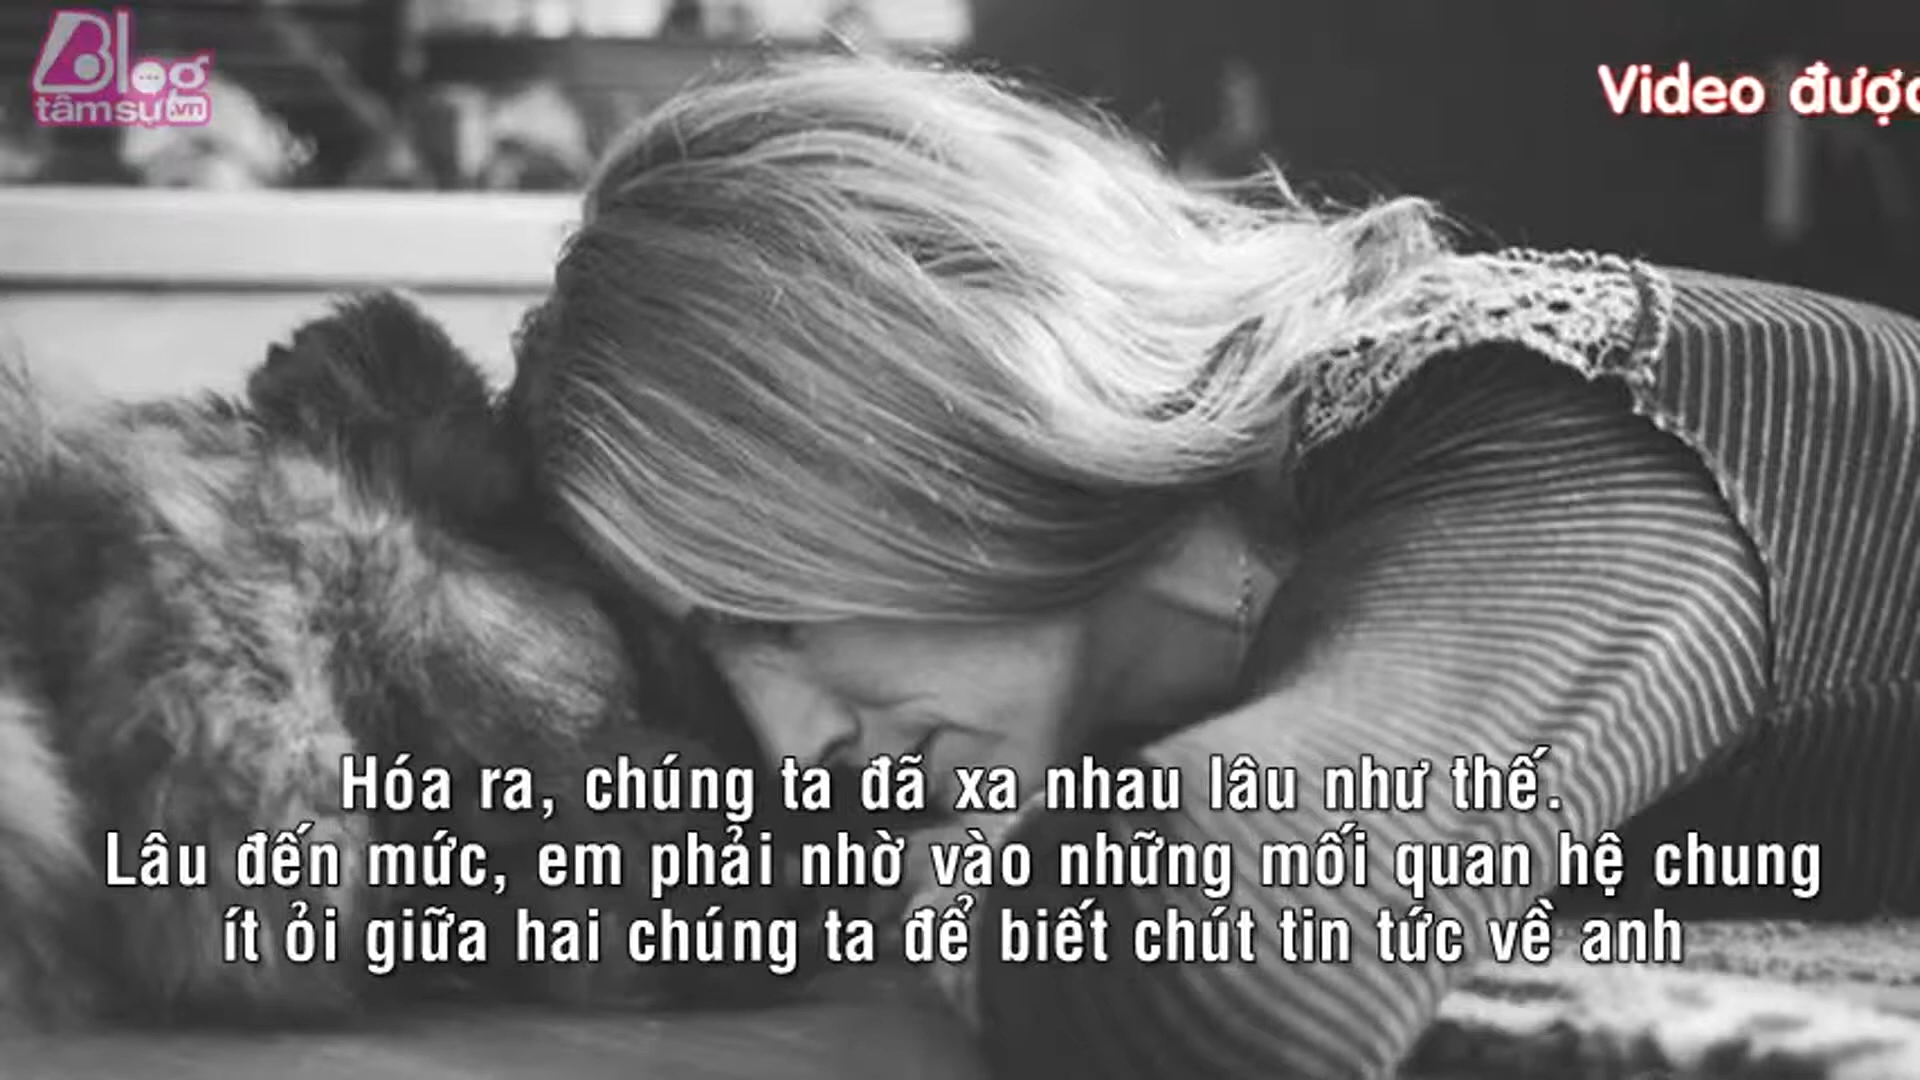 Blog
tâmsự.vn
Video được
Hóa ra, chúng ta đã xa nhau lâu như thế.
Lâu đến mức, em phải nhờ vào những mối quan hệ chung
ít ỏi giữa hai chúng ta để biết chút tin tức về anh